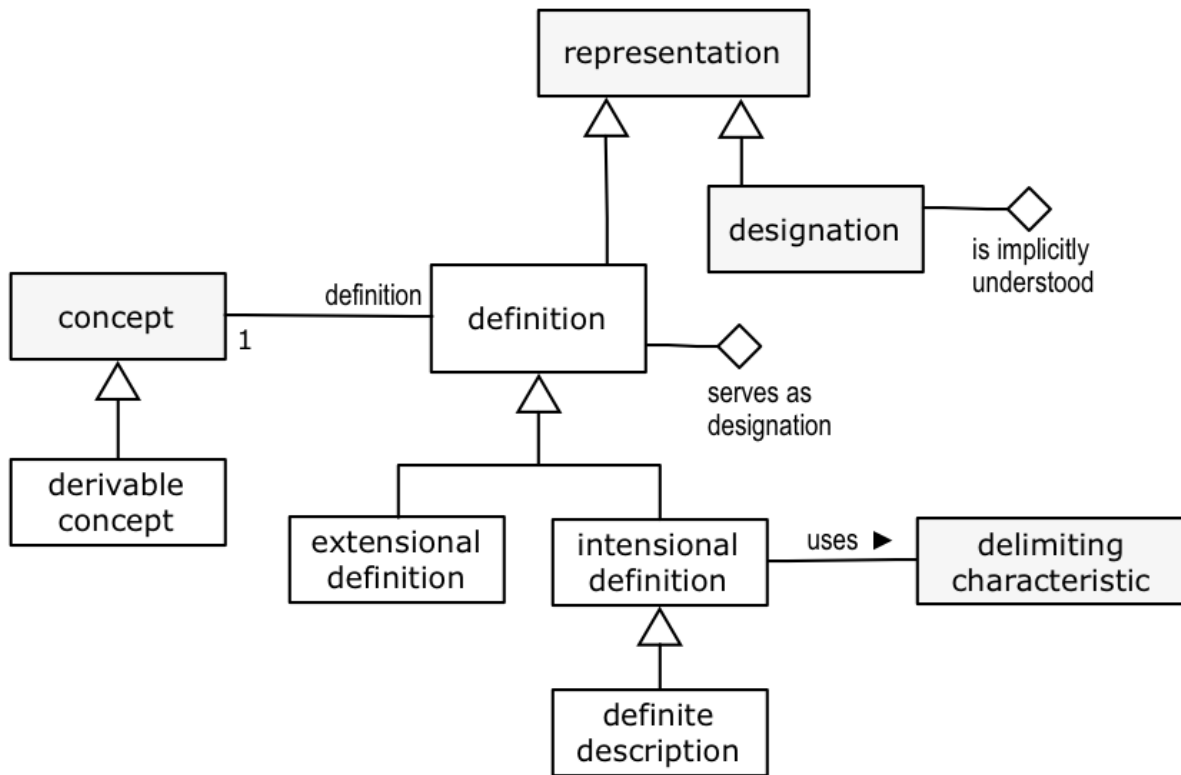 representation
designation
is implicitly
understood
concept
1
definition
definition
serves as
designation
derivable
concept
extensional
definition
intensional
definition
uses ►
delimiting
characteristic
definite
description